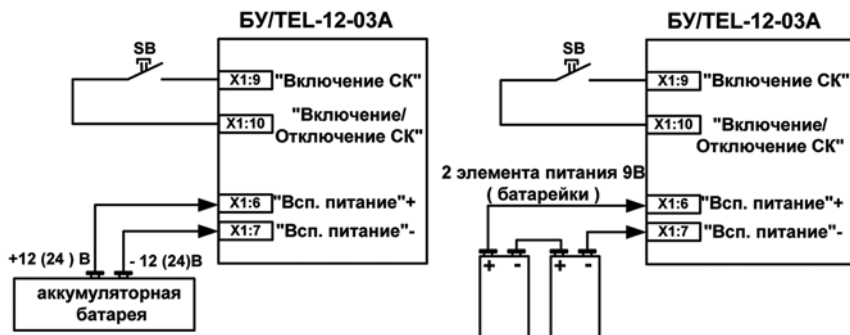 БУ/TEL-12-03A
SB
X1:9 "Включение СК"
X1:10 "Включение/
Отключение СК"
X1:6 "Всп. питание"+
X1:7 "Всп. питание"-
+12 (24 ) В
- 12 (24)В
аккумуляторная
батарея
БУ/TEL-12-03A
SB
X1:9 "Включение СК"
X1:10 "Включение/
Отключение СК"
2 элемента питания 9В
( батарейки )
X1:6 "Всп. питание"+
X1:7 "Всп. питание"-
+ - + -